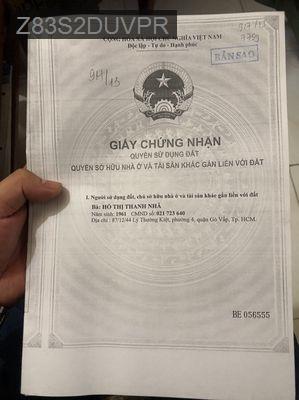 Z83S2DUVPR
CỘNG HÒA XÃ HỘI CHỦ NGHĨA VIỆT NAM
Độc lập - Tự do - Hạnh phúc
BẢN SAO
94/13
GIẤY CHỨNG NHẬN
QUYỀN SỬ DỤNG ĐẤT
QUYỀN SỞ HỮU NHÀ Ở VÀ TÀI SẢN KHÁC GẮN LIỀN VỚI ĐẤT
I. Người sử dụng đất, chủ sở hữu nhà ở và tài sản khác gắn liền với đất
Bà: HỒ THỊ THANH NHÃ
Năm sinh: 1961 CMND số: 021 723 640
Địa chỉ : 87/12/44 Lý Thường Kiệt, phường 4, quận Gò Vấp, Tp. HCM.
BE 056555